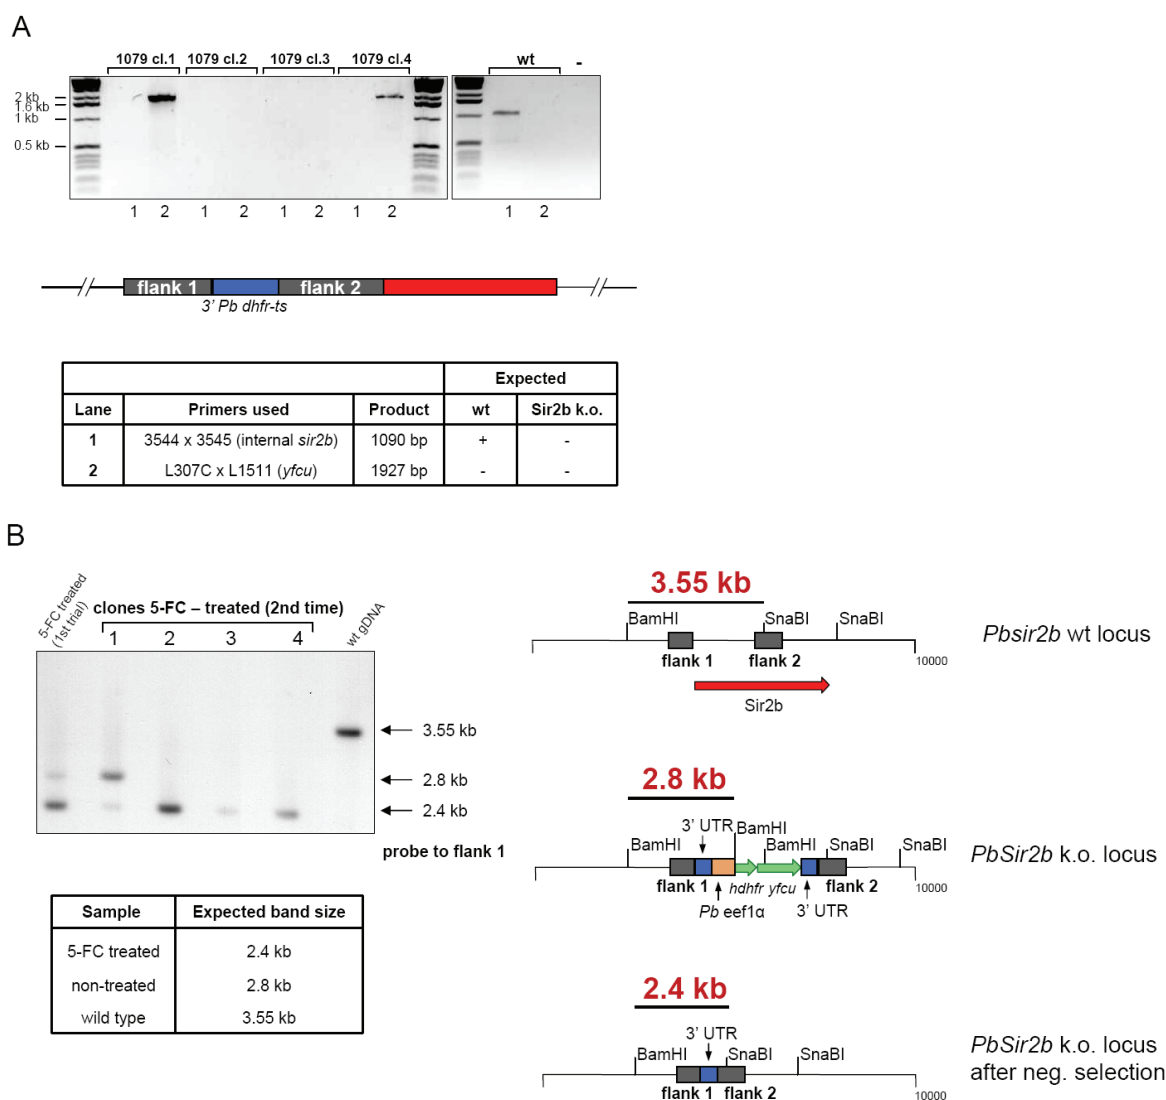 A
1079 cl.1 1079 cl.2 1079 cl.3 1079 cl.4 wt -
2 kb
1.6 kb
1 kb
0.5 kb
1 2 1 2 1 2 1 2 1 2
flank 1 flank 2
3' Pb dhfr-ts
Expected
Lane Primers used Product wt Sir2b k.o.
1 3544 x 3545 (internal sir2b) 1090 bp + -
2 L307C x L1511 (yfcu) 1927 bp - -
B
5-FC treated
(1st trial)
clones 5-FC – treated (2nd time)
1 2 3 4
wt gDNA
3.55 kb
2.8 kb
2.4 kb
probe to flank 1
Sample Expected band size
5-FC treated 2.4 kb
non-treated 2.8 kb
wild type 3.55 kb
3.55 kb
BamHI SnaBI SnaBI
flank 1 flank 2
10000
Sir2b
Pbsir2b wt locus
2.8 kb
3' UTR BamHI
BamHI BamHI SnaBI SnaBI
flank 1 hdhfr yfcu flank 2
10000
Pb eef1α 3' UTR
PbSir2b k.o. locus
2.4 kb
3' UTR
BamHI SnaBI SnaBI
flank 1 flank 2
10000
PbSir2b k.o. locus
after neg. selection